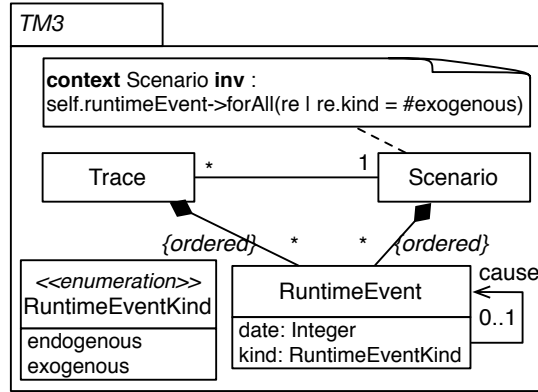 TM3
context Scenario inv :
self.runtimeEvent->forAll(re | re.kind = #exogenous)
Trace
*
1
Scenario
{ordered}
*
*
{ordered}
<<enumeration>>
RuntimeEventKind
endogenous
exogenous
RuntimeEvent
date: Integer
kind: RuntimeEventKind
cause
0..1